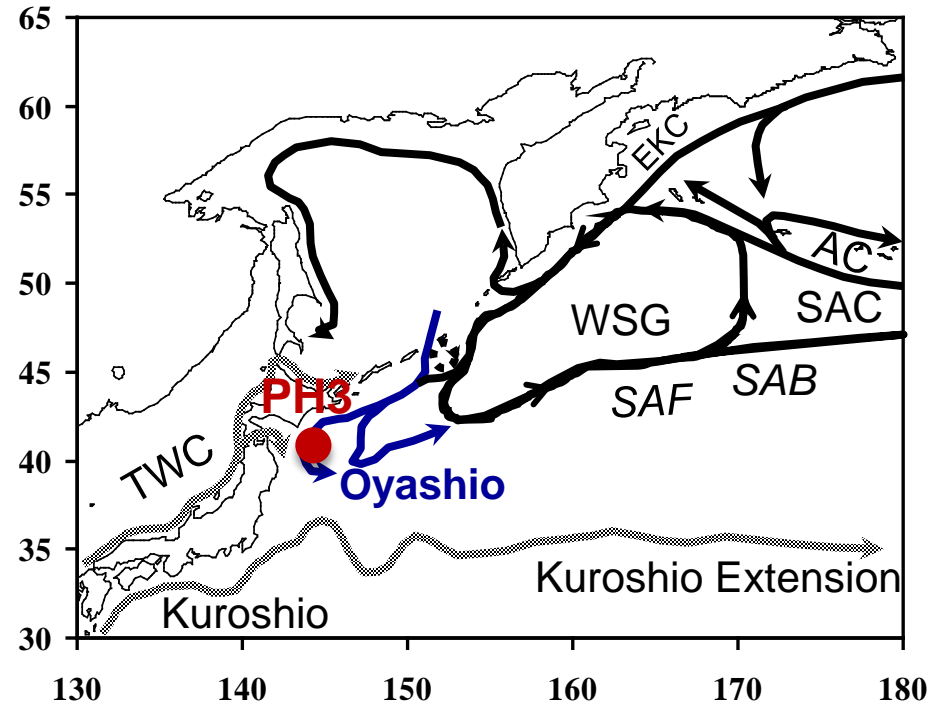 65
60
55
50
45
40
35
30
130
140
150
160
170
180
EKC
AC
SAC
WSG
SAF
SAB
PH3
TWC
Oyashio
Kuroshio Extension
Kuroshio